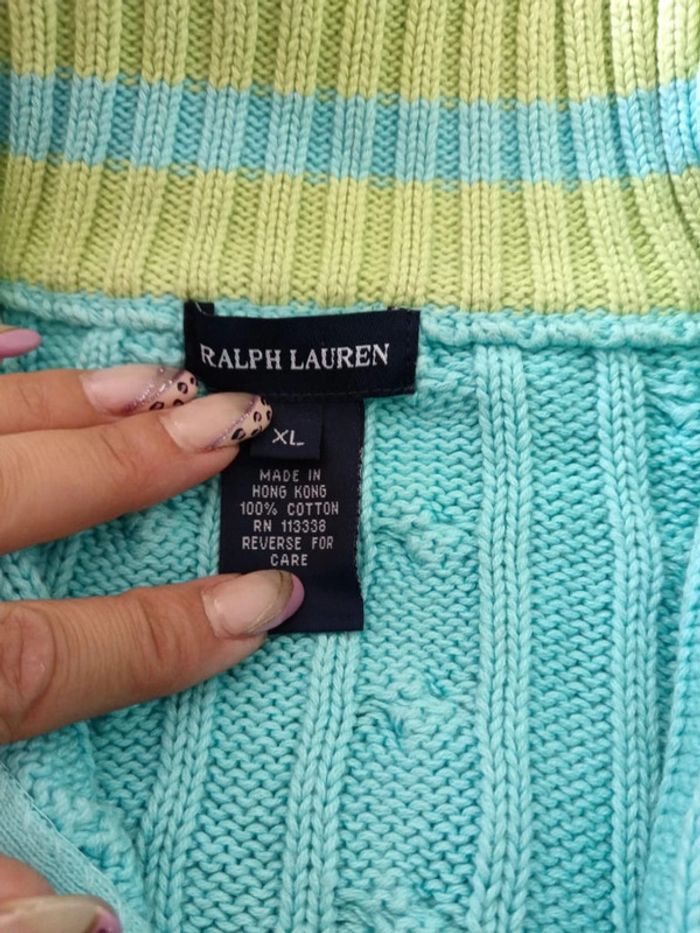 RALPH LAUREN
XL
MADE IN
HONG KONG
100% COTTON
RN 113338
REVERSE FOR
CARE